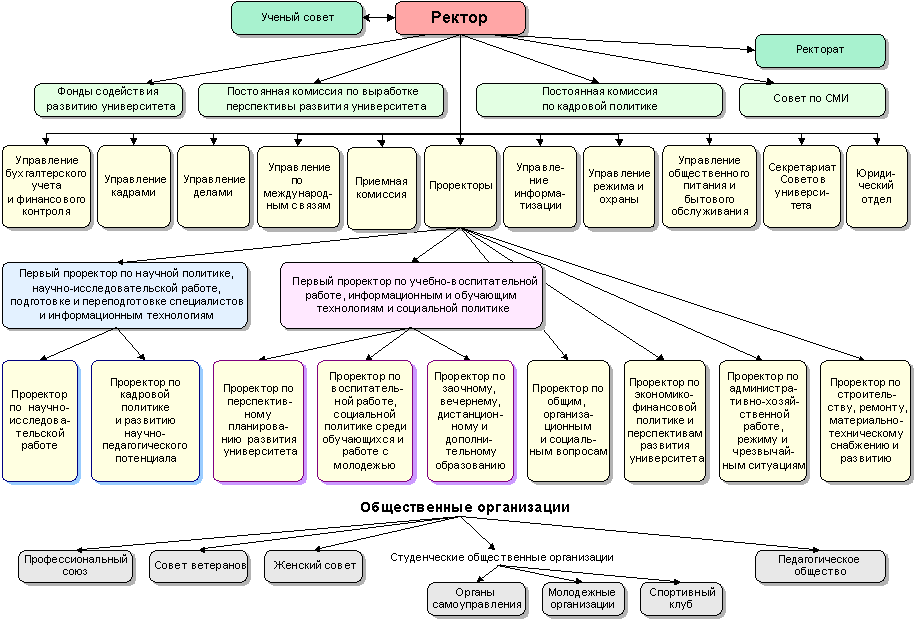 Ученый совет
Ректор
Ректорат
Фонды содействия
развитию университета
Постоянная комиссия по выработке
перспективы развития университета
Постоянная комиссия
по кадровой политике
Совет по СМИ
Управление
бухгалтерского
учета
и финансового
контроля
Управление
кадрами
Управление
делами
Управление
по
международ-
ным связям
Приемная
комиссия
Проректоры
Управле-
ние
информа-
тизации
Управление
режима и
охраны
Управление
общественного
питания и
бытового
обслуживания
Секретариат
Советов
универси-
тета
Юриди-
ческий
отдел
Первый проректор по научной политике,
научно-исследовательской работе,
подготовке и переподготовке специалистов
и информационным технологиям
Первый проректор по учебно-воспитательной
работе, информационным и обучающим
технологиям и социальной политике
Проректор
по научно-
исследова-
тельской
работе
Проректор по
кадровой
политике
и развитию
научно-
педагогического
потенциала
Проректор по
перспектив-
ному
планиро-
ванию развития
университета
Проректор по
воспитатель-
ной работе,
социальной
политике среди
обучающихся и
работе с
молодежью
Проректор по
заочному,
вечернему,
дистанцион-
ному и
дополни-
тельному
образованию
Проректор по
общим,
организа-
ционным
и социаль-
ным вопросам
Проректор по
экономико-
финансовой
политике и
перспективам
развития
университета
Проректор по
администра-
тивно-хозяй-
ственной
работе,
режиму и
чрезвычай-
ным ситуациям
Проректор по
строитель-
ству, ремонту,
материально-
техническому
снабжению и
развитию
Общественные организации
Профессиональный
союз
Совет ветеранов
Женский совет
Студенческие общественные организации
Педагогическое
общество
Органы
самоуправления
Молодежные
организации
Спортивный
клуб